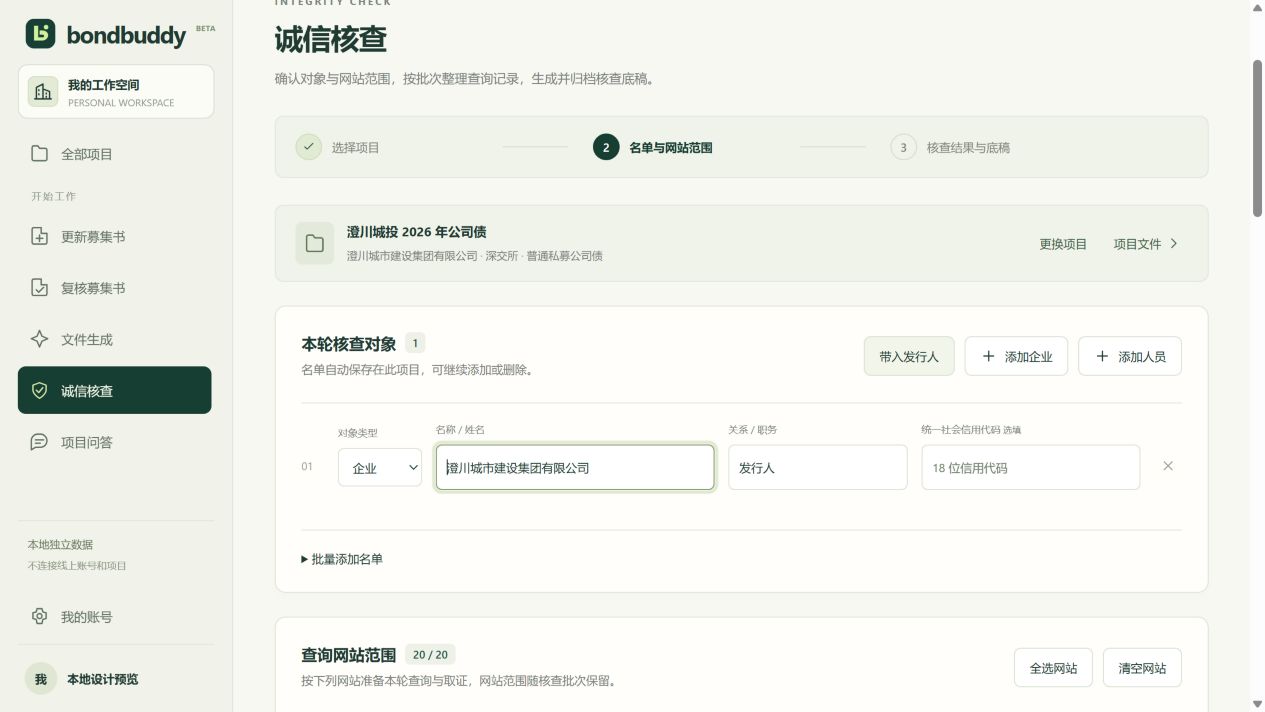 bondbuddy BETA
我的工作空间
PERSONAL WORKSPACE
全部项目
开始工作
更新募集书
复核募集书
文件生成
诚信核查
项目问答
本地独立数据
不连接线上账号和项目
我的账号
我 本地设计预览
INTEGRITY CHECK
诚信核查
确认对象与网站范围，按批次整理查询记录，生成并归档核查底稿。
选择项目
2 名单与网站范围
3 核查结果与底稿
澄川城投 2026 年公司债
澄川城市建设集团有限公司 · 深交所 · 普通私募公司债
更换项目 项目文件
本轮核查对象 1
名单自动保存在此项目，可继续添加或删除。
带入发行人 添加企业 添加人员
对象类型 名称 / 姓名 关系 / 职务 统一社会信用代码 选填
01 企业 澄川城市建设集团有限公司 发行人 18 位信用代码
批量添加名单
查询网站范围 20 / 20
按下列网站准备本轮查询与取证，网站范围随核查批次保留。
全选网站 清空网站